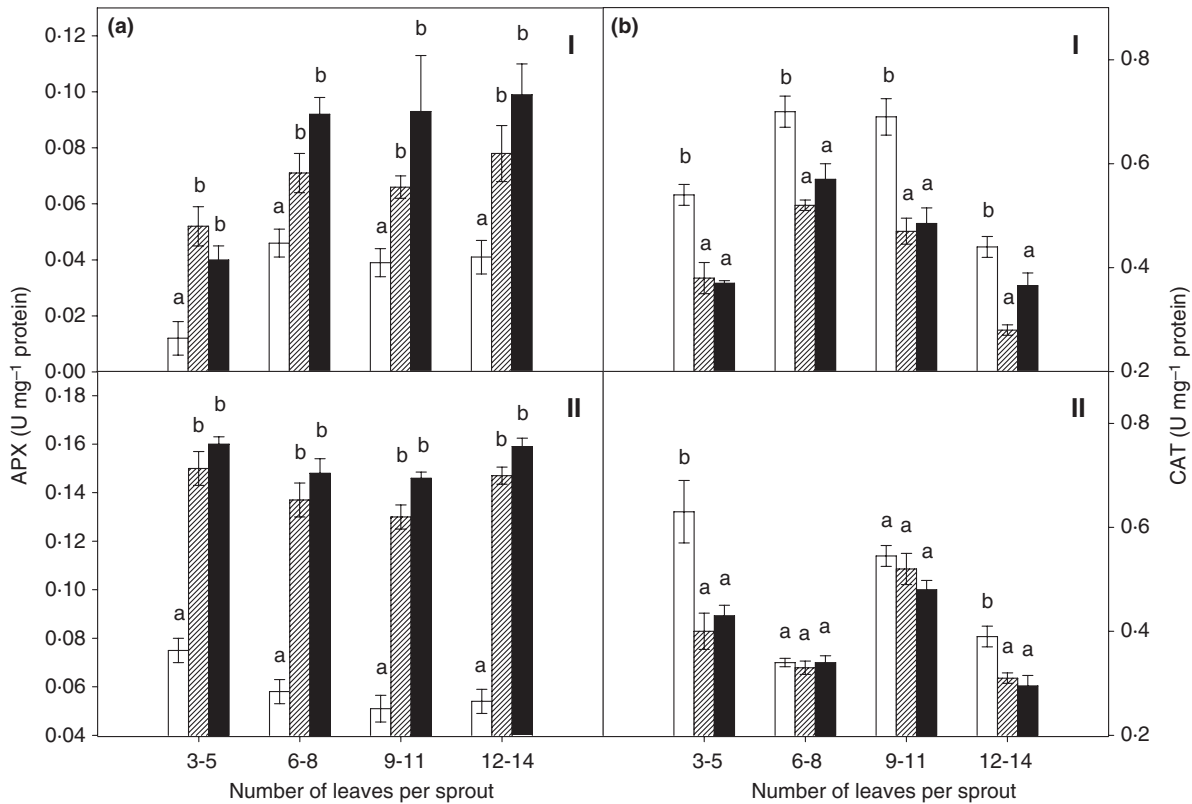 (a)
I
0·12
0·10
0·08
0·06
0·04
0·02
0·00
a b b
a b b
a b b
a b b
(b)
I
0·8
0·6
0·4
0·2
b a a
b a a
b a a
b a a
II
0·18
0·16
0·14
0·12
0·10
0·08
0·06
0·04
a b b
a b b
a b b
a b b
II
0·8
0·6
0·4
0·2
b a a
a a a
a a a
b a a
APX (U mg⁻¹ protein)
CAT (U mg⁻¹ protein)
3-5 6-8 9-11 12-14
Number of leaves per sprout
3-5 6-8 9-11 12-14
Number of leaves per sprout